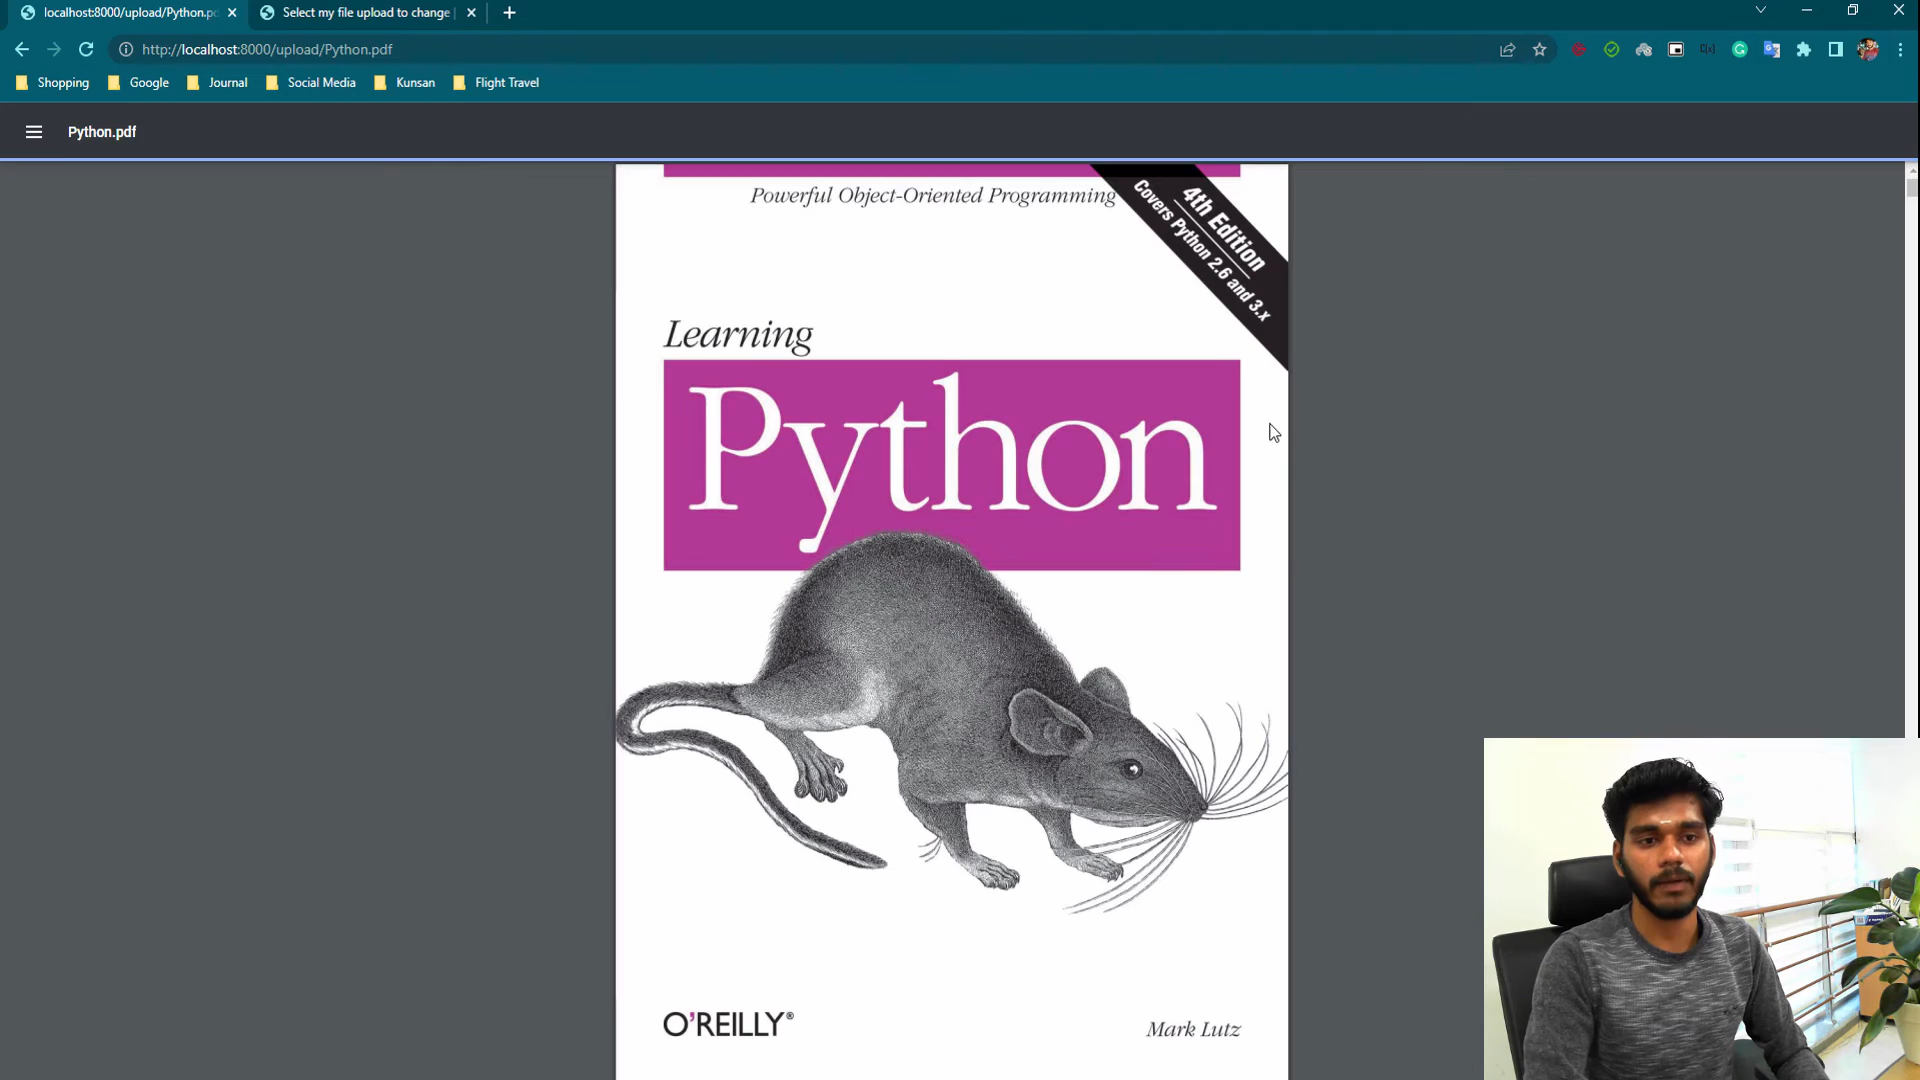 localhost:8000/upload/Python.pd
Select my file upload to change
http://localhost:8000/upload/Python.pdf
Shopping
Google
Journal
Social Media
Kunsan
Flight Travel
Python.pdf
Powerful Object-Oriented Programming
4th Edition
Covers Python 2.6 and 3.x
Learning
Python
O'REILLY®
Mark Lutz